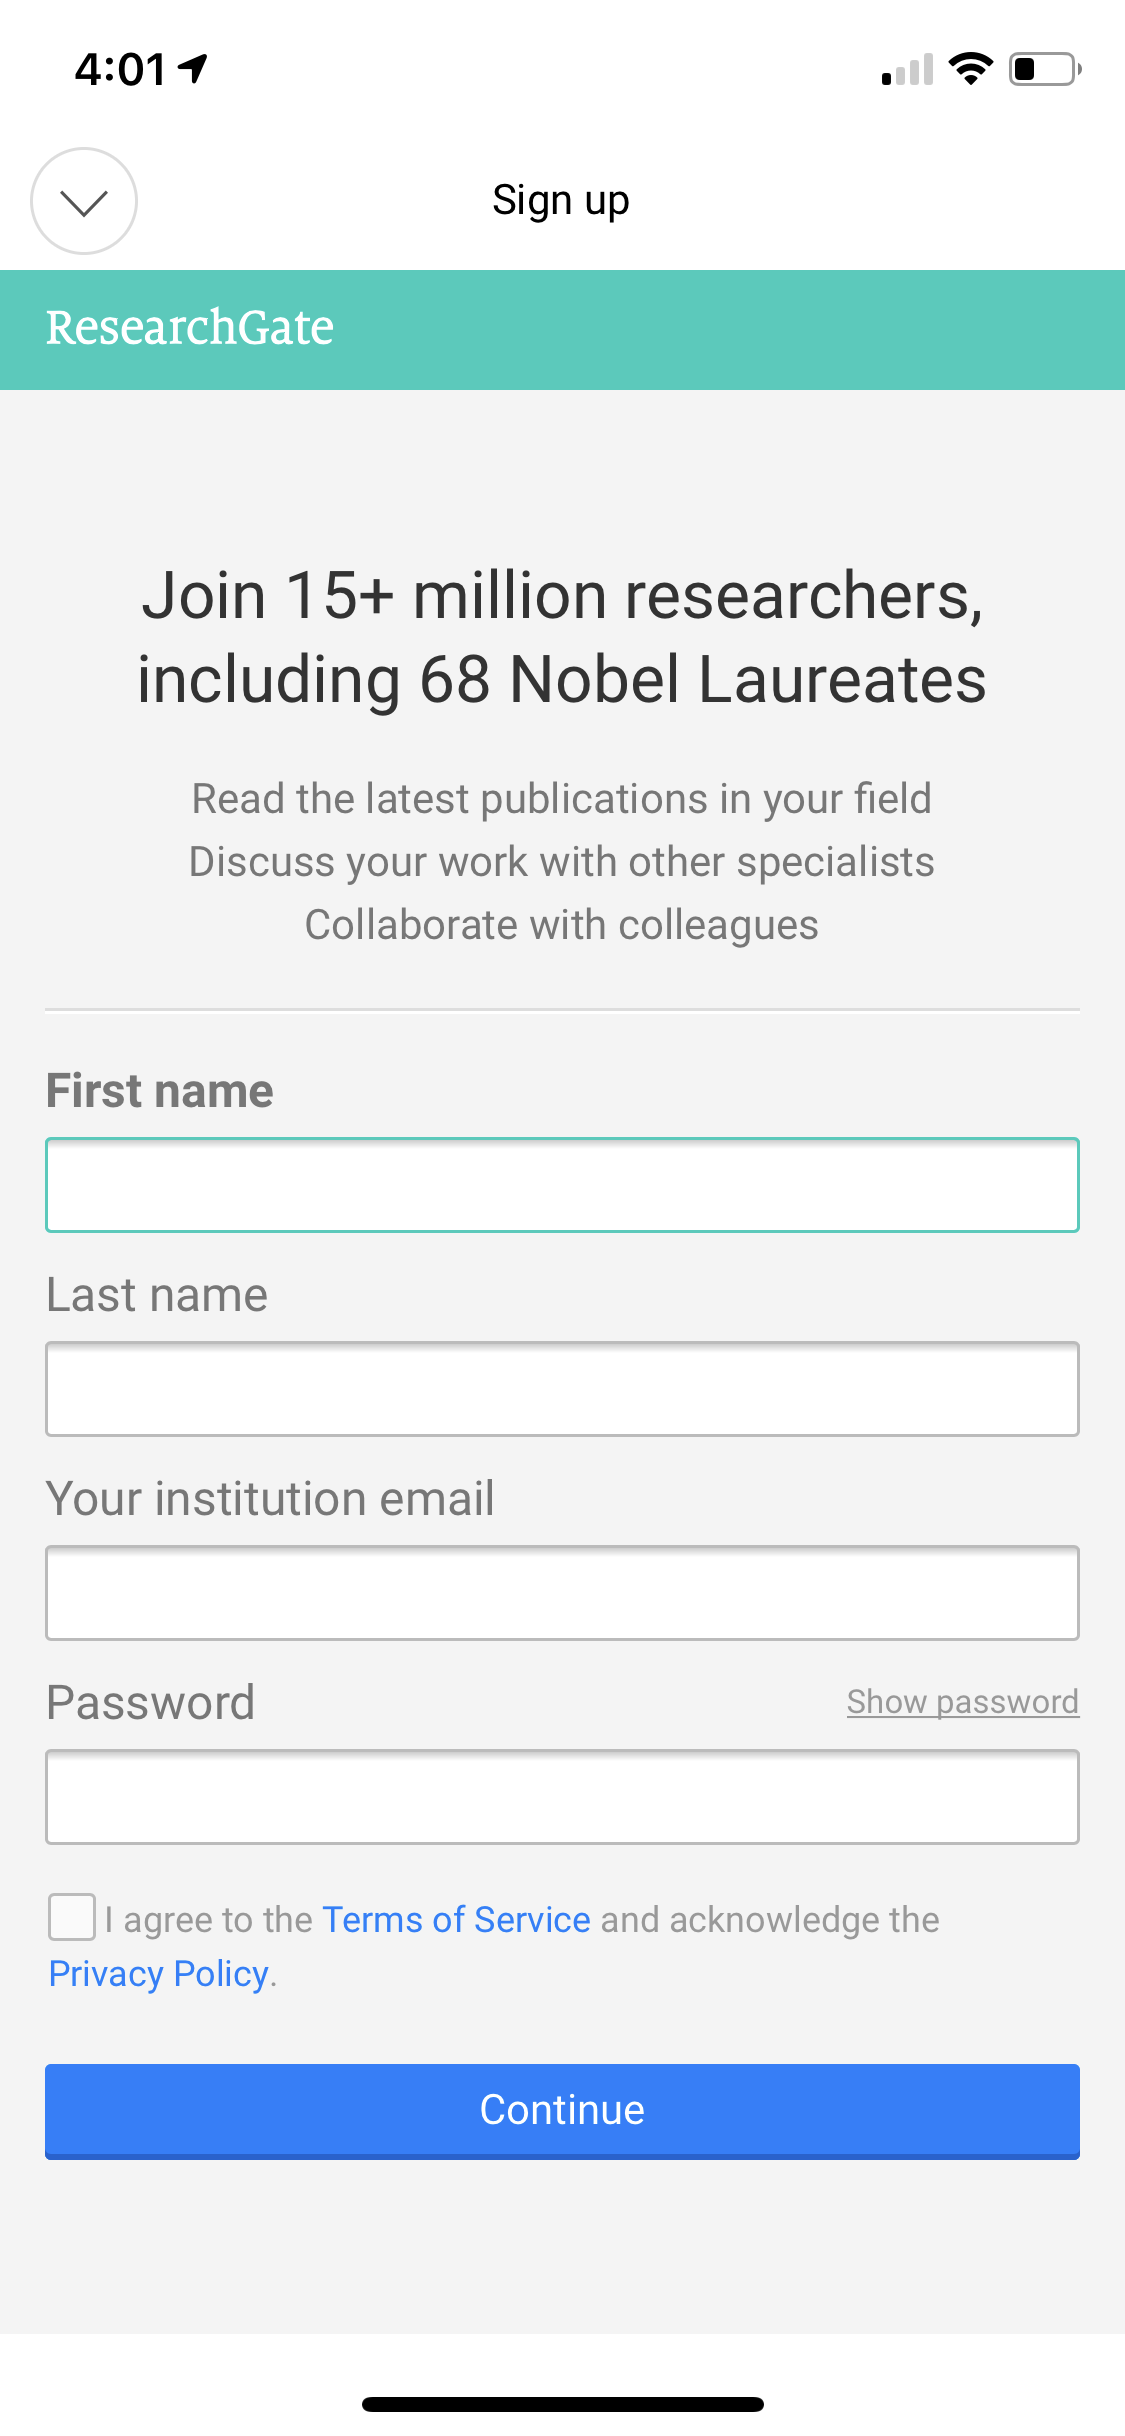 4:01
Sign up
ResearchGate
Join 15+ million researchers,
including 68 Nobel Laureates
Read the latest publications in your field
Discuss your work with other specialists
Collaborate with colleagues
First name
Last name
Your institution email
Password
Show password
I agree to the Terms of Service and acknowledge the
Privacy Policy.
Continue